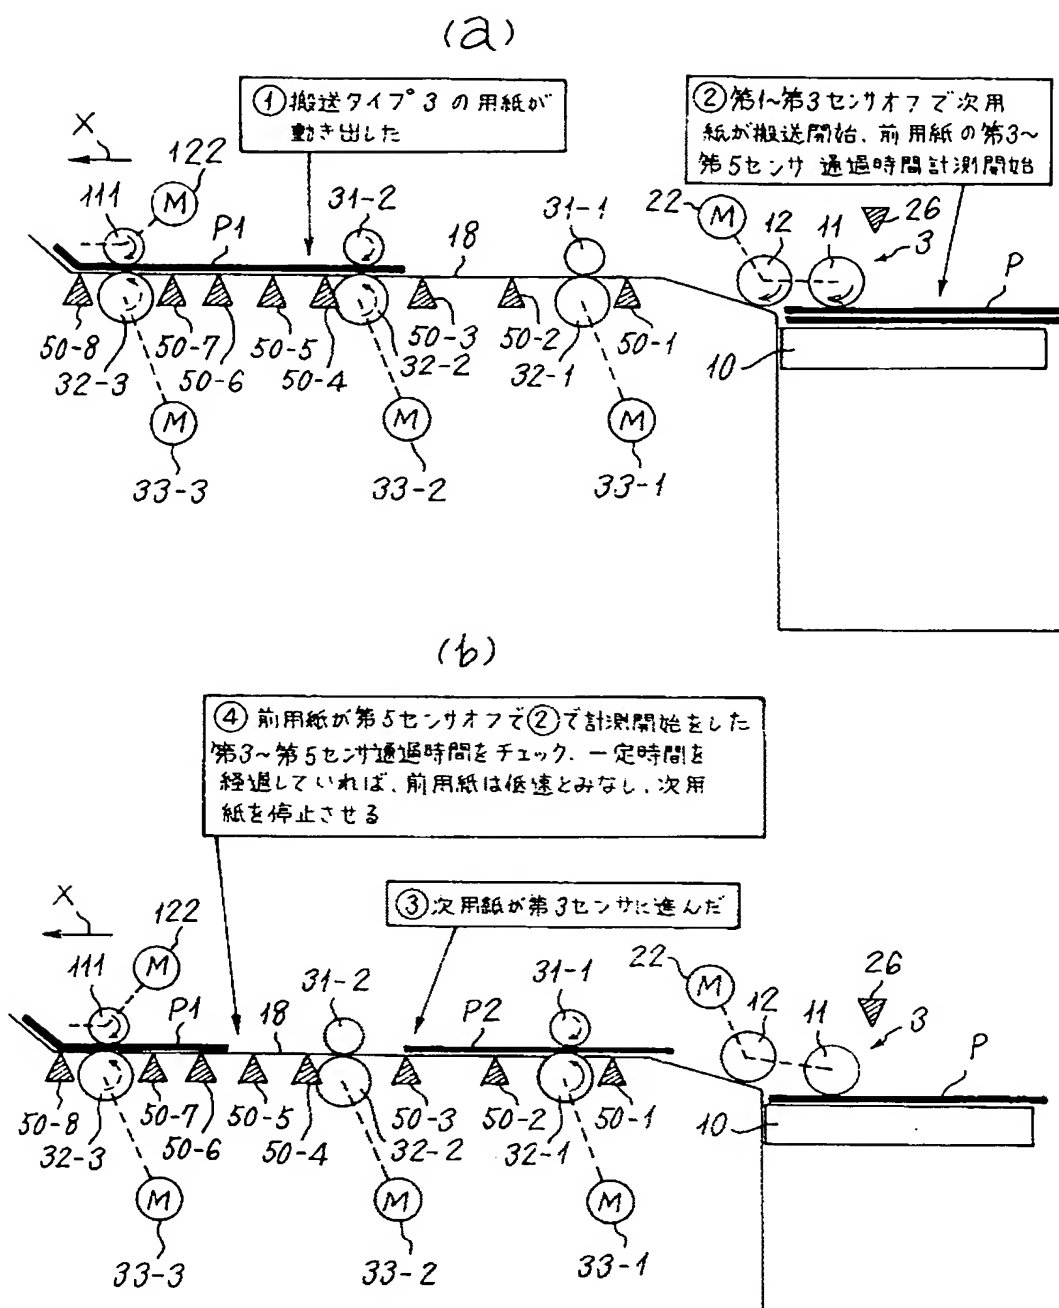 (a)
①搬送タイプ3の用紙が
動き出した
②第1~第3センサオフで次用
紙が搬送開始、前用紙の第3~
第5センサ 通過時間計測開始
X
122
111
M
P1
31-2
18
31-1
22
M
12
11
26
3
P
50-8
32-3
50-7
50-6
50-5
50-4
32-2
50-3
50-2
32-1
50-1
10
M
M
M
33-3
33-2
33-1
(b)
④ 前用紙が第5センサオフで②で計測開始をした
第3~第5センサ通過時間をチェック、一定時間を
経過していれば、前用紙は低速とみなし、次用
紙を停止させる
③次用紙が第3センサに進んだ
X
122
111
M
P1
18
31-2
P2
31-1
22
M
12
11
26
3
P
50-8
32-3
50-7
50-6
50-5
50-4
32-2
50-3
50-2
32-1
50-1
10
M
M
M
33-3
33-2
33-1